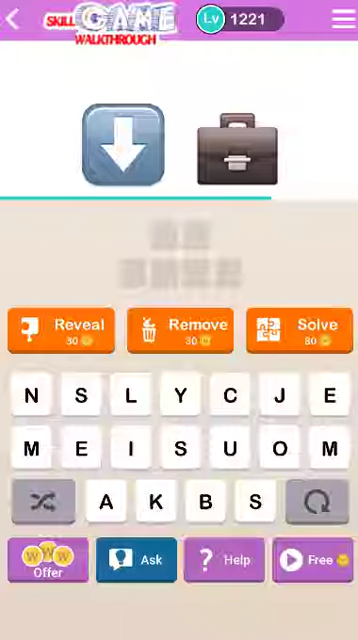 SKILL GAME
WALKTHROUGH
Lv 1221
Reveal
30
Remove
30
Solve
80
N S L Y C J E
M E I S U O M
A K B S
W W W
Offer
Ask
? Help
Free